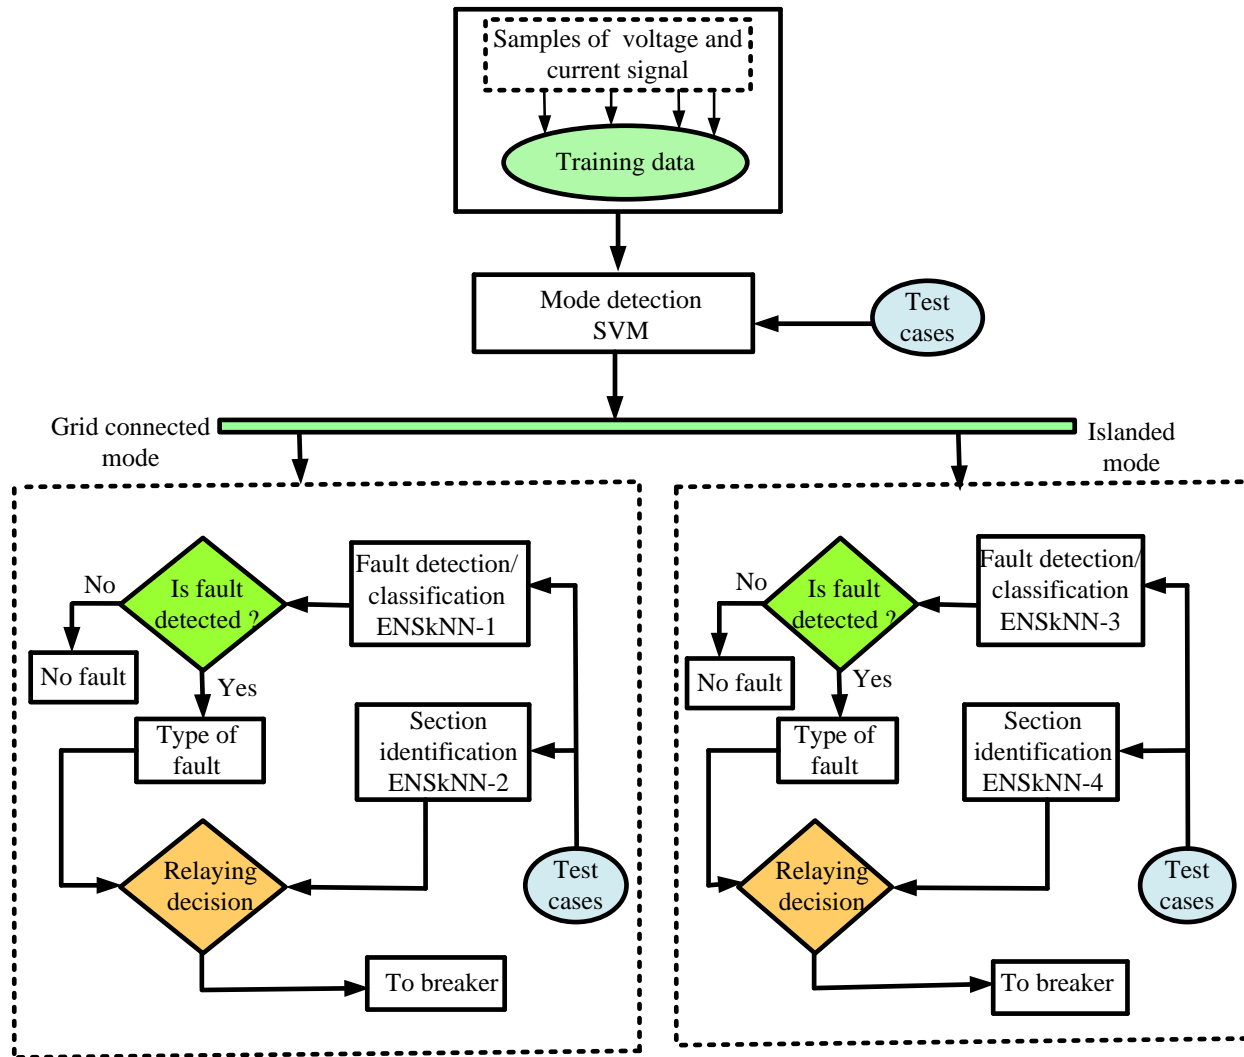 Samples of voltage and
current signal
Training data
Mode detection
SVM
Test
cases
Grid connected
mode
Islanded
mode
Fault detection/
classification
ENSkNN-1
Is fault
detected ?
No
No fault
Yes
Type of
fault
Section
identification
ENSkNN-2
Relaying
decision
Test
cases
To breaker
Fault detection/
classification
ENSkNN-3
Is fault
detected ?
No
No fault
Yes
Type of
fault
Section
identification
ENSkNN-4
Relaying
decision
Test
cases
To breaker